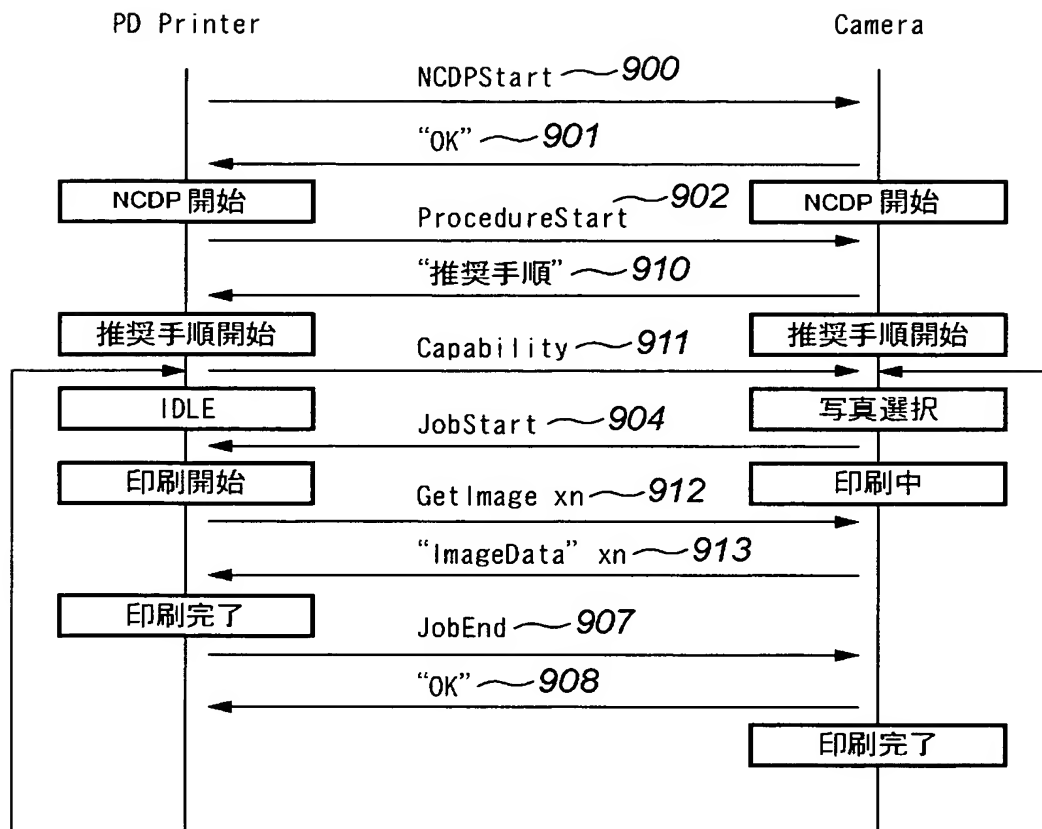 PD Printer
Camera
NCDPStart 900
“OK” 901
NCDP 開始
NCDP 開始
ProcedureStart 902
“推奨手順” 910
推奨手順開始
推奨手順開始
Capability 911
IDLE
写真選択
JobStart 904
印刷開始
印刷中
GetImage xn 912
“ImageData” xn 913
印刷完了
JobEnd 907
“OK” 908
印刷完了